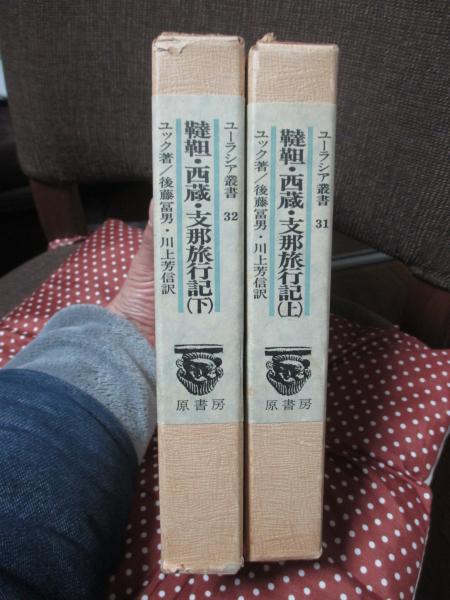 ユーラシア叢書 31
韃靼・西蔵・支那旅行記(上)
ユック著/後藤冨男・川上芳信訳
原書房
ユーラシア叢書 32
韃靼・西蔵・支那旅行記(下)
ユック著/後藤冨男・川上芳信訳
原書房